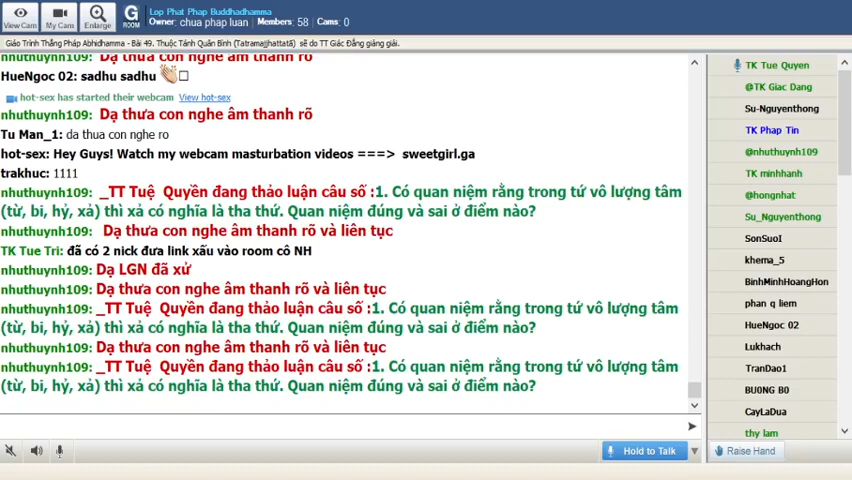 Lop Phat Phap Buddhadhamma
Owner: chua phap luan Members: 58 Cams: 0
View Cam
My Cam
Enlarge
G
ROOM
Giáo Trình Thắng Pháp Abhidhamma - Bài 49. Thuộc Tánh Quân Bình (Tatramajjhattatā) sẽ do TT Giác Đẳng giảng giải.
nhuthuynh109: Dạ thưa con nghe âm thanh rõ
HueNgoc 02: sadhu sadhu
hot-sex has started their webcam View hot-sex
nhuthuynh109: Dạ thưa con nghe âm thanh rõ
Tu Man_1: da thua con nghe ro
hot-sex: Hey Guys! Watch my webcam masturbation videos ===> sweetgirl.ga
trakhuc: 1111
nhuthuynh109: _TT Tuệ Quyền đang thảo luận câu số :1. Có quan niệm rằng trong tứ vô lượng tâm
(từ, bi, hỷ, xả) thì xả có nghĩa là tha thứ. Quan niệm đúng và sai ở điểm nào?
nhuthuynh109: Dạ thưa con nghe âm thanh rõ và liên tục
TK Tue Tri: đã có 2 nick đưa link xấu vào room cô NH
nhuthuynh109: Dạ LGN đã xử
nhuthuynh109: Dạ thưa con nghe âm thanh rõ và liên tục
nhuthuynh109: _TT Tuệ Quyền đang thảo luận câu số :1. Có quan niệm rằng trong tứ vô lượng tâm
(từ, bi, hỷ, xả) thì xả có nghĩa là tha thứ. Quan niệm đúng và sai ở điểm nào?
nhuthuynh109: Dạ thưa con nghe âm thanh rõ và liên tục
nhuthuynh109: _TT Tuệ Quyền đang thảo luận câu số :1. Có quan niệm rằng trong tứ vô lượng tâm
(từ, bi, hỷ, xả) thì xả có nghĩa là tha thứ. Quan niệm đúng và sai ở điểm nào?
TK Tue Quyen
@TK Giac Dang
Su-Nguyenthong
TK Phap Tin
@nhuthuynh109
TK minhhanh
@hongnhat
Su_Nguyenthong
SonSuoI
khema_5
BinhMinhHoangHon
phan q liem
HueNgoc 02
Lukhach
TranDao1
BU0NG B0
CayLaDua
thy lam
Hold to Talk
Raise Hand